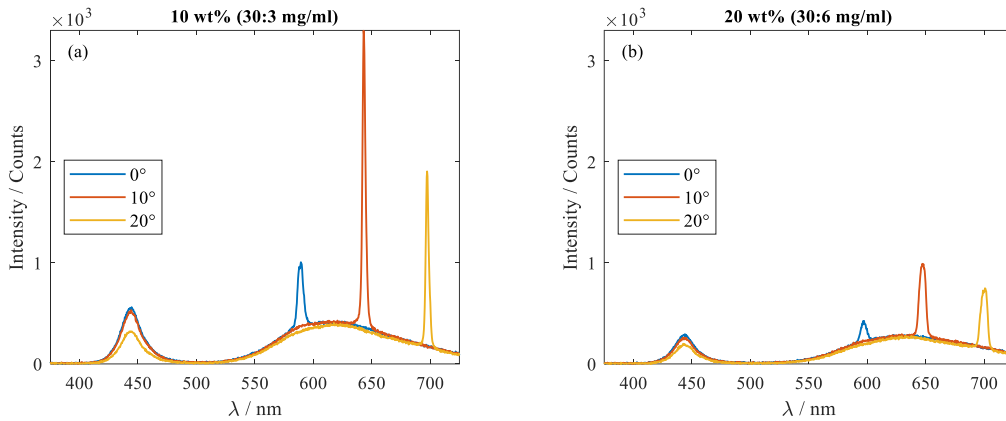 10 wt% (30:3 mg/ml)
×10³
(a)
3
2
1
0
Intensity / Counts
0°
10°
20°
400 450 500 550 600 650 700
λ / nm
20 wt% (30:6 mg/ml)
×10³
(b)
3
2
1
0
Intensity / Counts
0°
10°
20°
400 450 500 550 600 650 700
λ / nm